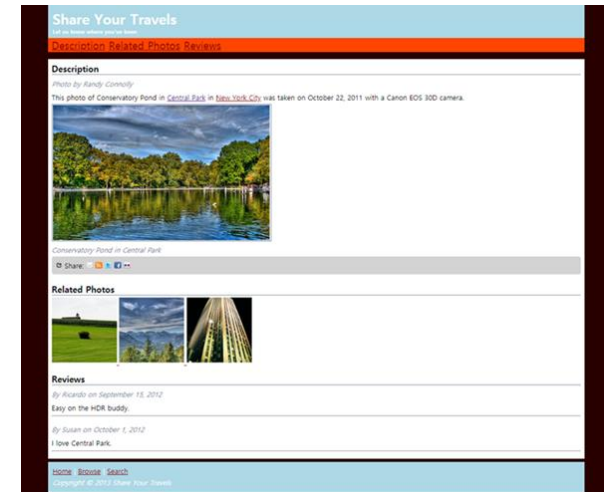 Share Your Travels
Let us know where you've been
Description Related Photos Reviews
Description
Photo by Randy Connolly
This photo of Conservatory Pond in Central Park in New York City was taken on October 22, 2011 with a Canon EOS 30D camera.
Conservatory Pond in Central Park
Share:
Related Photos
Reviews
By Ricardo on September 15, 2012
Easy on the HDR buddy.
By Susan on October 1, 2012
I love Central Park.
Home Browse Search
Copyright © 2013 Share Your Travels